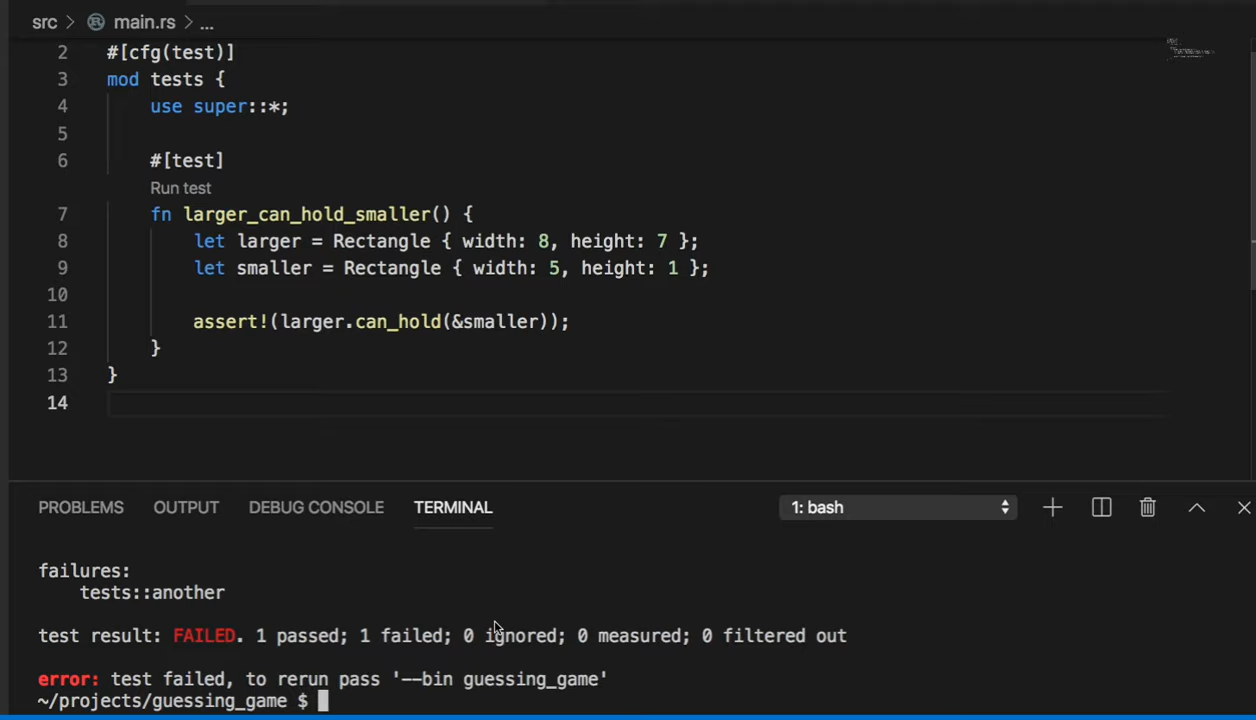 src > main.rs > ...
2 #[cfg(test)]
3 mod tests {
4 use super::*;
5
6 #[test]
Run test
7 fn larger_can_hold_smaller() {
8 let larger = Rectangle { width: 8, height: 7 };
9 let smaller = Rectangle { width: 5, height: 1 };
10
11 assert!(larger.can_hold(&smaller));
12 }
13 }
14
PROBLEMS OUTPUT DEBUG CONSOLE TERMINAL 1: bash
failures:
tests::another
test result: FAILED. 1 passed; 1 failed; 0 ignored; 0 measured; 0 filtered out
error: test failed, to rerun pass '--bin guessing_game'
~/projects/guessing_game $